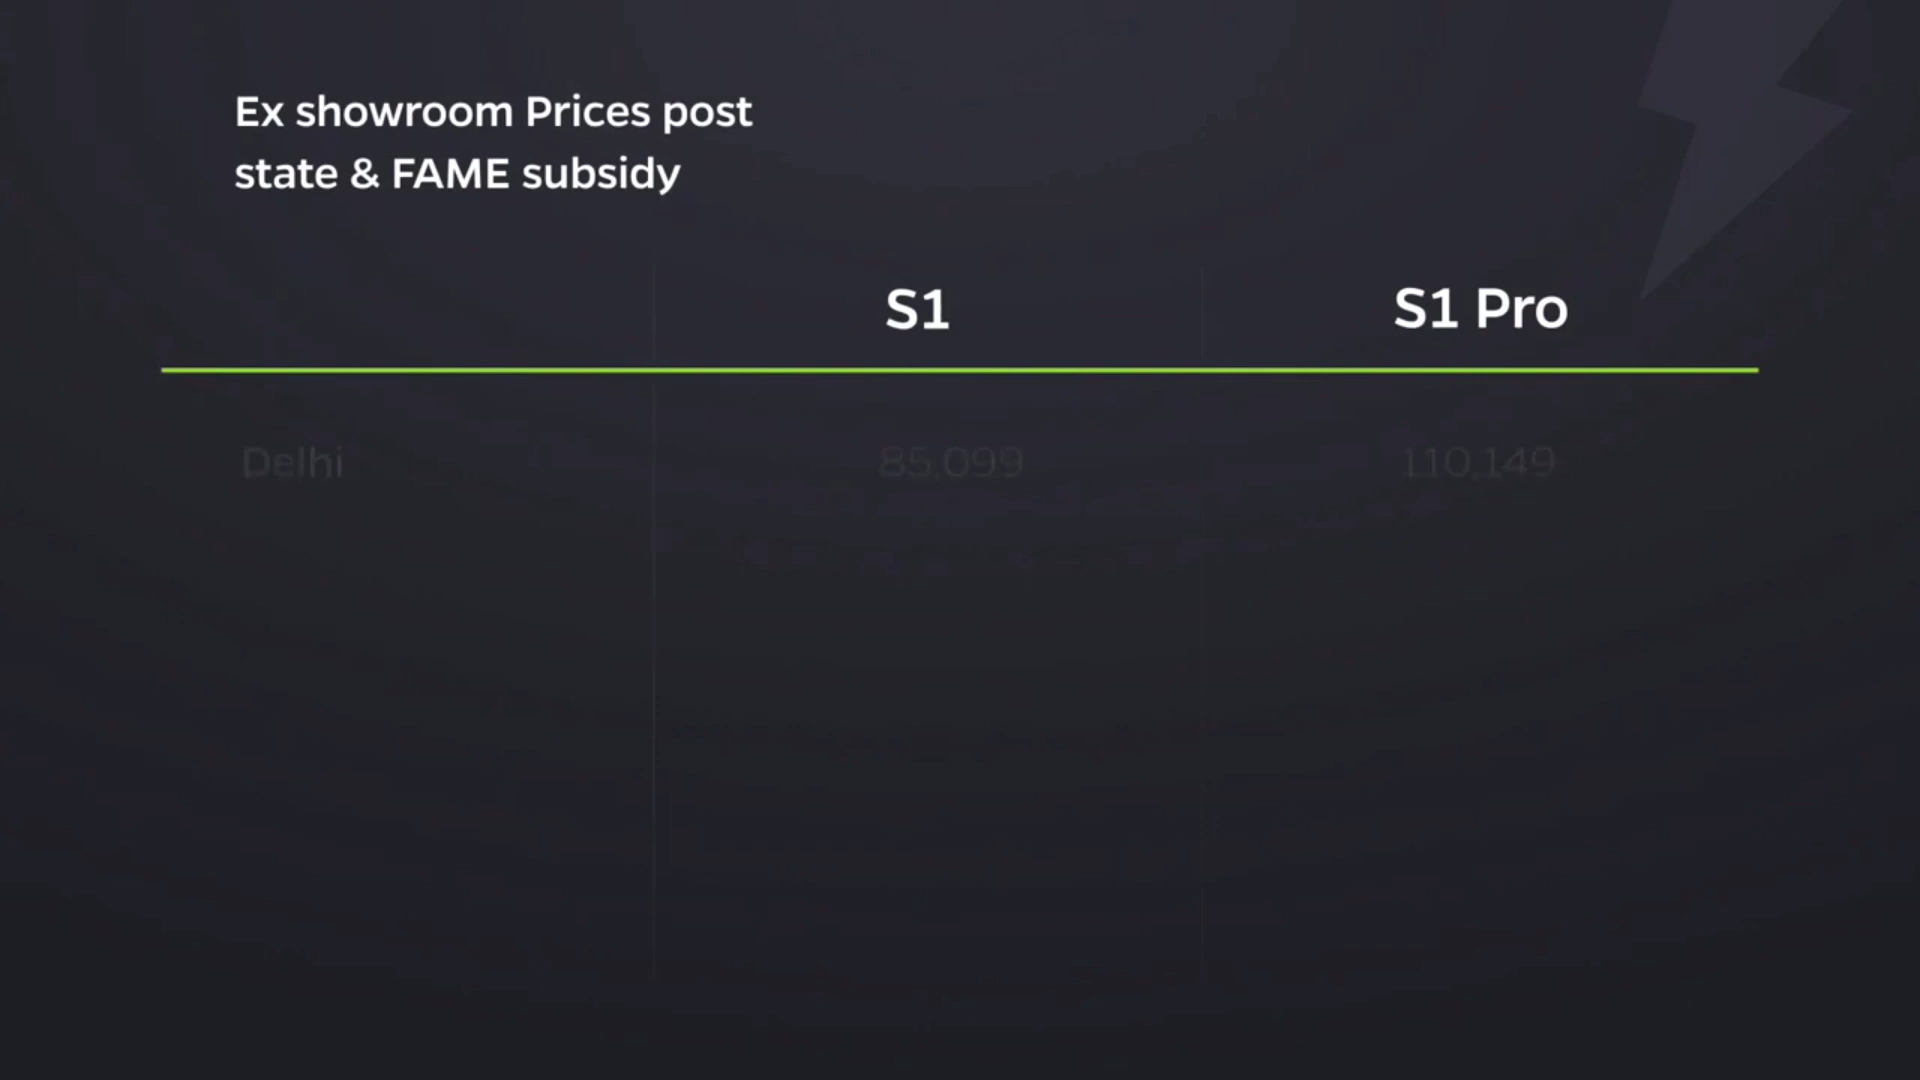 Ex showroom Prices post
state & FAME subsidy
S1 S1 Pro
Delhi 85,099 110,149